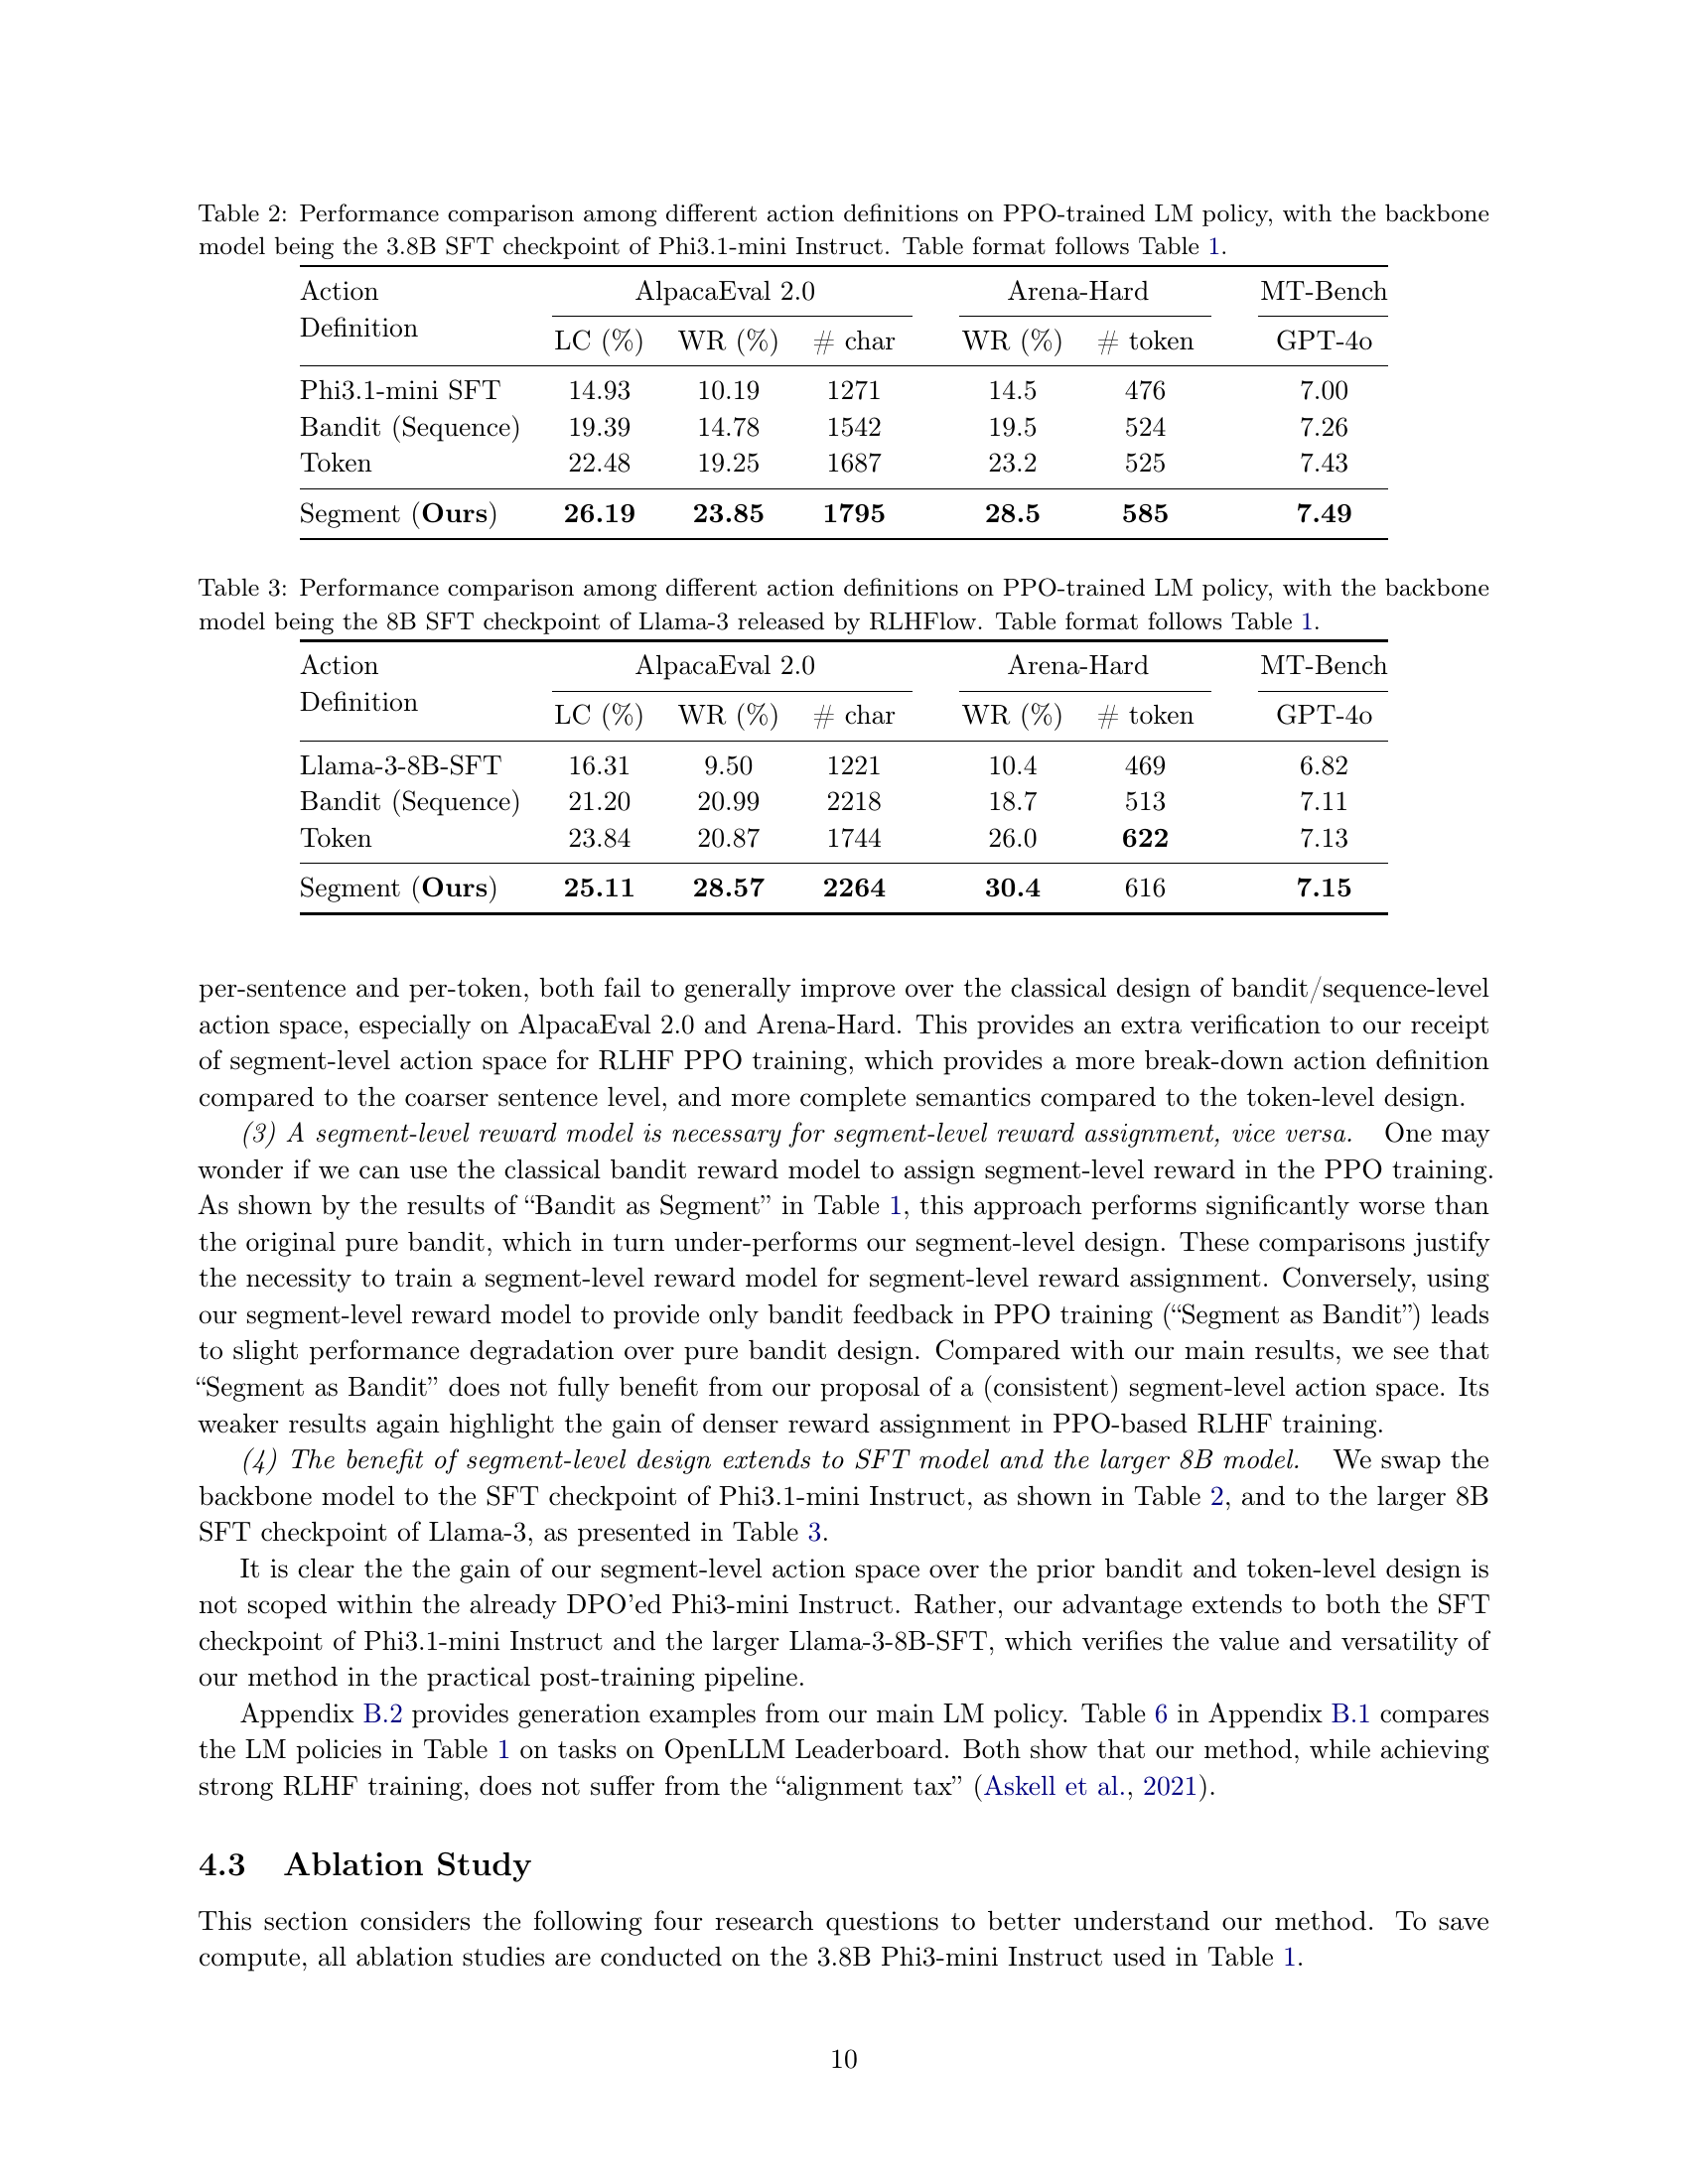 Table 2: Performance comparison among different action definitions on PPO-trained LM policy, with the backbone
model being the 3.8B SFT checkpoint of Phi3.1-mini Instruct. Table format follows Table 1.
Action Definition AlpacaEval 2.0 Arena-Hard MT-Bench
LC (%) WR (%) # char WR (%) # token GPT-4o
Phi3.1-mini SFT 14.93 10.19 1271 14.5 476 7.00
Bandit (Sequence) 19.39 14.78 1542 19.5 524 7.26
Token 22.48 19.25 1687 23.2 525 7.43
Segment (Ours) 26.19 23.85 1795 28.5 585 7.49
Table 3: Performance comparison among different action definitions on PPO-trained LM policy, with the backbone
model being the 8B SFT checkpoint of Llama-3 released by RLHFlow. Table format follows Table 1.
Action Definition AlpacaEval 2.0 Arena-Hard MT-Bench
LC (%) WR (%) # char WR (%) # token GPT-4o
Llama-3-8B-SFT 16.31 9.50 1221 10.4 469 6.82
Bandit (Sequence) 21.20 20.99 2218 18.7 513 7.11
Token 23.84 20.87 1744 26.0 622 7.13
Segment (Ours) 25.11 28.57 2264 30.4 616 7.15
per-sentence and per-token, both fail to generally improve over the classical design of bandit/sequence-level
action space, especially on AlpacaEval 2.0 and Arena-Hard. This provides an extra verification to our receipt
of segment-level action space for RLHF PPO training, which provides a more break-down action definition
compared to the coarser sentence level, and more complete semantics compared to the token-level design.
(3) A segment-level reward model is necessary for segment-level reward assignment, vice versa. One may
wonder if we can use the classical bandit reward model to assign segment-level reward in the PPO training.
As shown by the results of “Bandit as Segment” in Table 1, this approach performs significantly worse than
the original pure bandit, which in turn under-performs our segment-level design. These comparisons justify
the necessity to train a segment-level reward model for segment-level reward assignment. Conversely, using
our segment-level reward model to provide only bandit feedback in PPO training (“Segment as Bandit”) leads
to slight performance degradation over pure bandit design. Compared with our main results, we see that
“Segment as Bandit” does not fully benefit from our proposal of a (consistent) segment-level action space. Its
weaker results again highlight the gain of denser reward assignment in PPO-based RLHF training.
(4) The benefit of segment-level design extends to SFT model and the larger 8B model. We swap the
backbone model to the SFT checkpoint of Phi3.1-mini Instruct, as shown in Table 2, and to the larger 8B
SFT checkpoint of Llama-3, as presented in Table 3.
It is clear the the gain of our segment-level action space over the prior bandit and token-level design is
not scoped within the already DPO’ed Phi3-mini Instruct. Rather, our advantage extends to both the SFT
checkpoint of Phi3.1-mini Instruct and the larger Llama-3-8B-SFT, which verifies the value and versatility of
our method in the practical post-training pipeline.
Appendix B.2 provides generation examples from our main LM policy. Table 6 in Appendix B.1 compares
the LM policies in Table 1 on tasks on OpenLLM Leaderboard. Both show that our method, while achieving
strong RLHF training, does not suffer from the “alignment tax” (Askell et al., 2021).
4.3 Ablation Study
This section considers the following four research questions to better understand our method. To save
compute, all ablation studies are conducted on the 3.8B Phi3-mini Instruct used in Table 1.
10